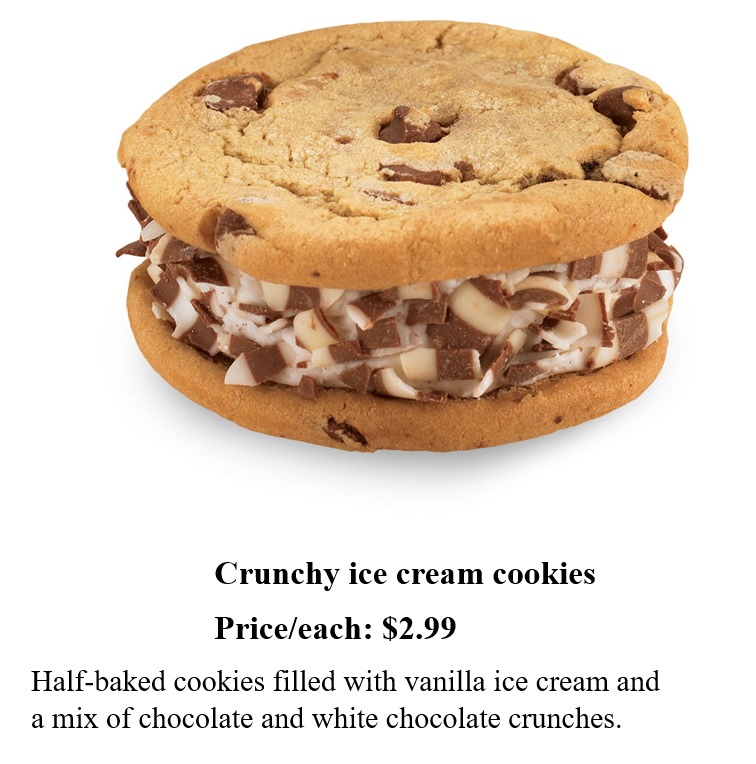 Crunchy ice cream cookies
Price/each: $2.99
Half-baked cookies filled with vanilla ice cream and
a mix of chocolate and white chocolate crunches.